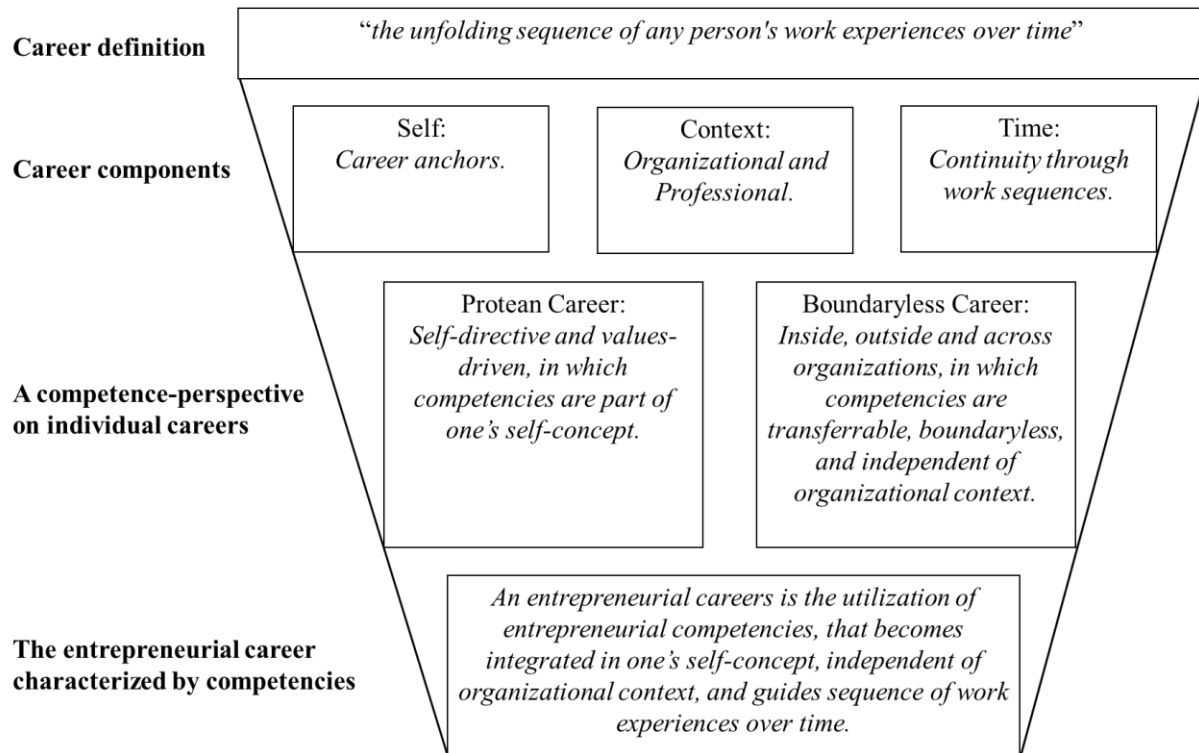 Career definition
“the unfolding sequence of any person's work experiences over time”
Career components
Self:
Career anchors.
Context:
Organizational and
Professional.
Time:
Continuity through
work sequences.
A competence-perspective
on individual careers
Protean Career:
Self-directive and values-
driven, in which
competencies are part of
one’s self-concept.
Boundaryless Career:
Inside, outside and across
organizations, in which
competencies are
transferrable, boundaryless,
and independent of
organizational context.
The entrepreneurial career
characterized by competencies
An entrepreneurial careers is the utilization of
entrepreneurial competencies, that becomes
integrated in one’s self-concept, independent of
organizational context, and guides sequence of work
experiences over time.